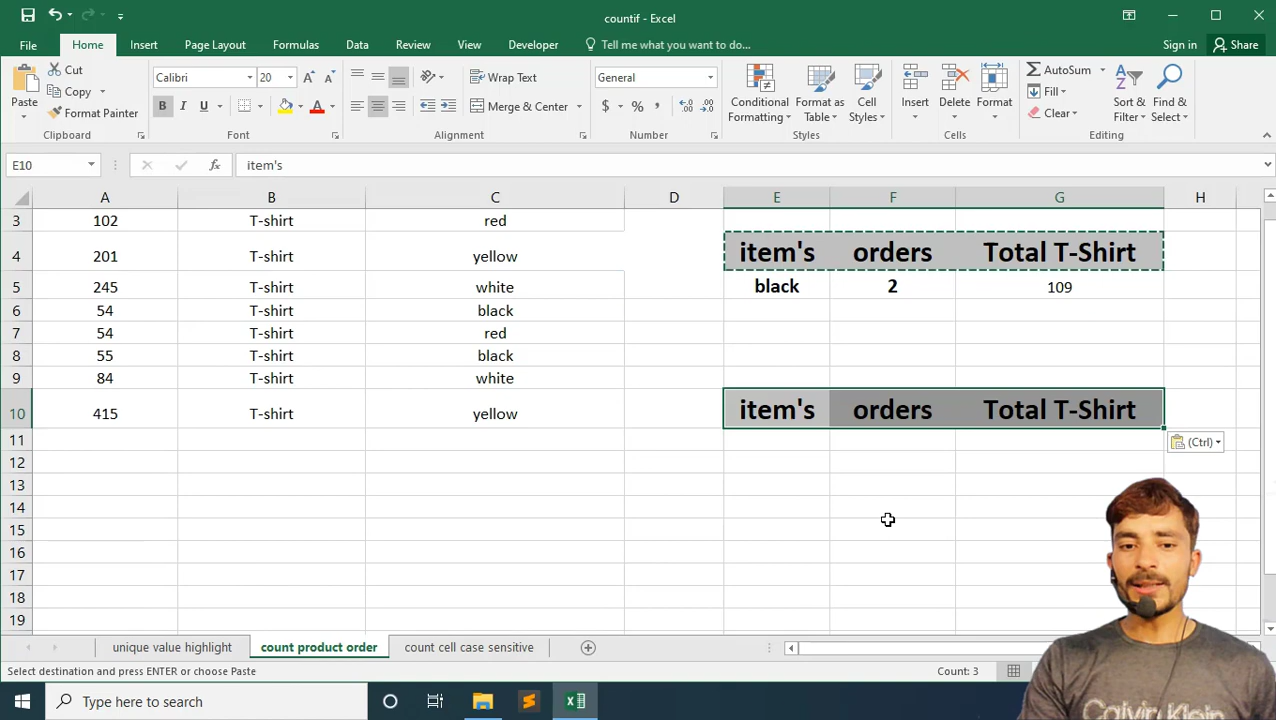 countif - Excel
File Home Insert Page Layout Formulas Data Review View Developer Tell me what you want to do... Sign in Share
Paste Cut Copy Format Painter Clipboard
Calibri 20 A A B I U A Font
Wrap Text Merge & Center Alignment
General $ % , Number
Conditional Formatting Format as Table Cell Styles Styles
Insert Delete Format Cells
AutoSum Fill Clear Sort & Filter Find & Select Editing
E10 fx item's
A B C D E F G H
3 102 T-shirt red
4 201 T-shirt yellow item's orders Total T-Shirt
5 245 T-shirt white black 2 109
6 54 T-shirt black
7 54 T-shirt red
8 55 T-shirt black
9 84 T-shirt white
10 415 T-shirt yellow item's orders Total T-Shirt
11 (Ctrl)
12
13
14
15
16
17
18
19
unique value highlight count product order count cell case sensitive
Select destination and press ENTER or choose Paste Count: 3
Type here to search
Calvin Klein